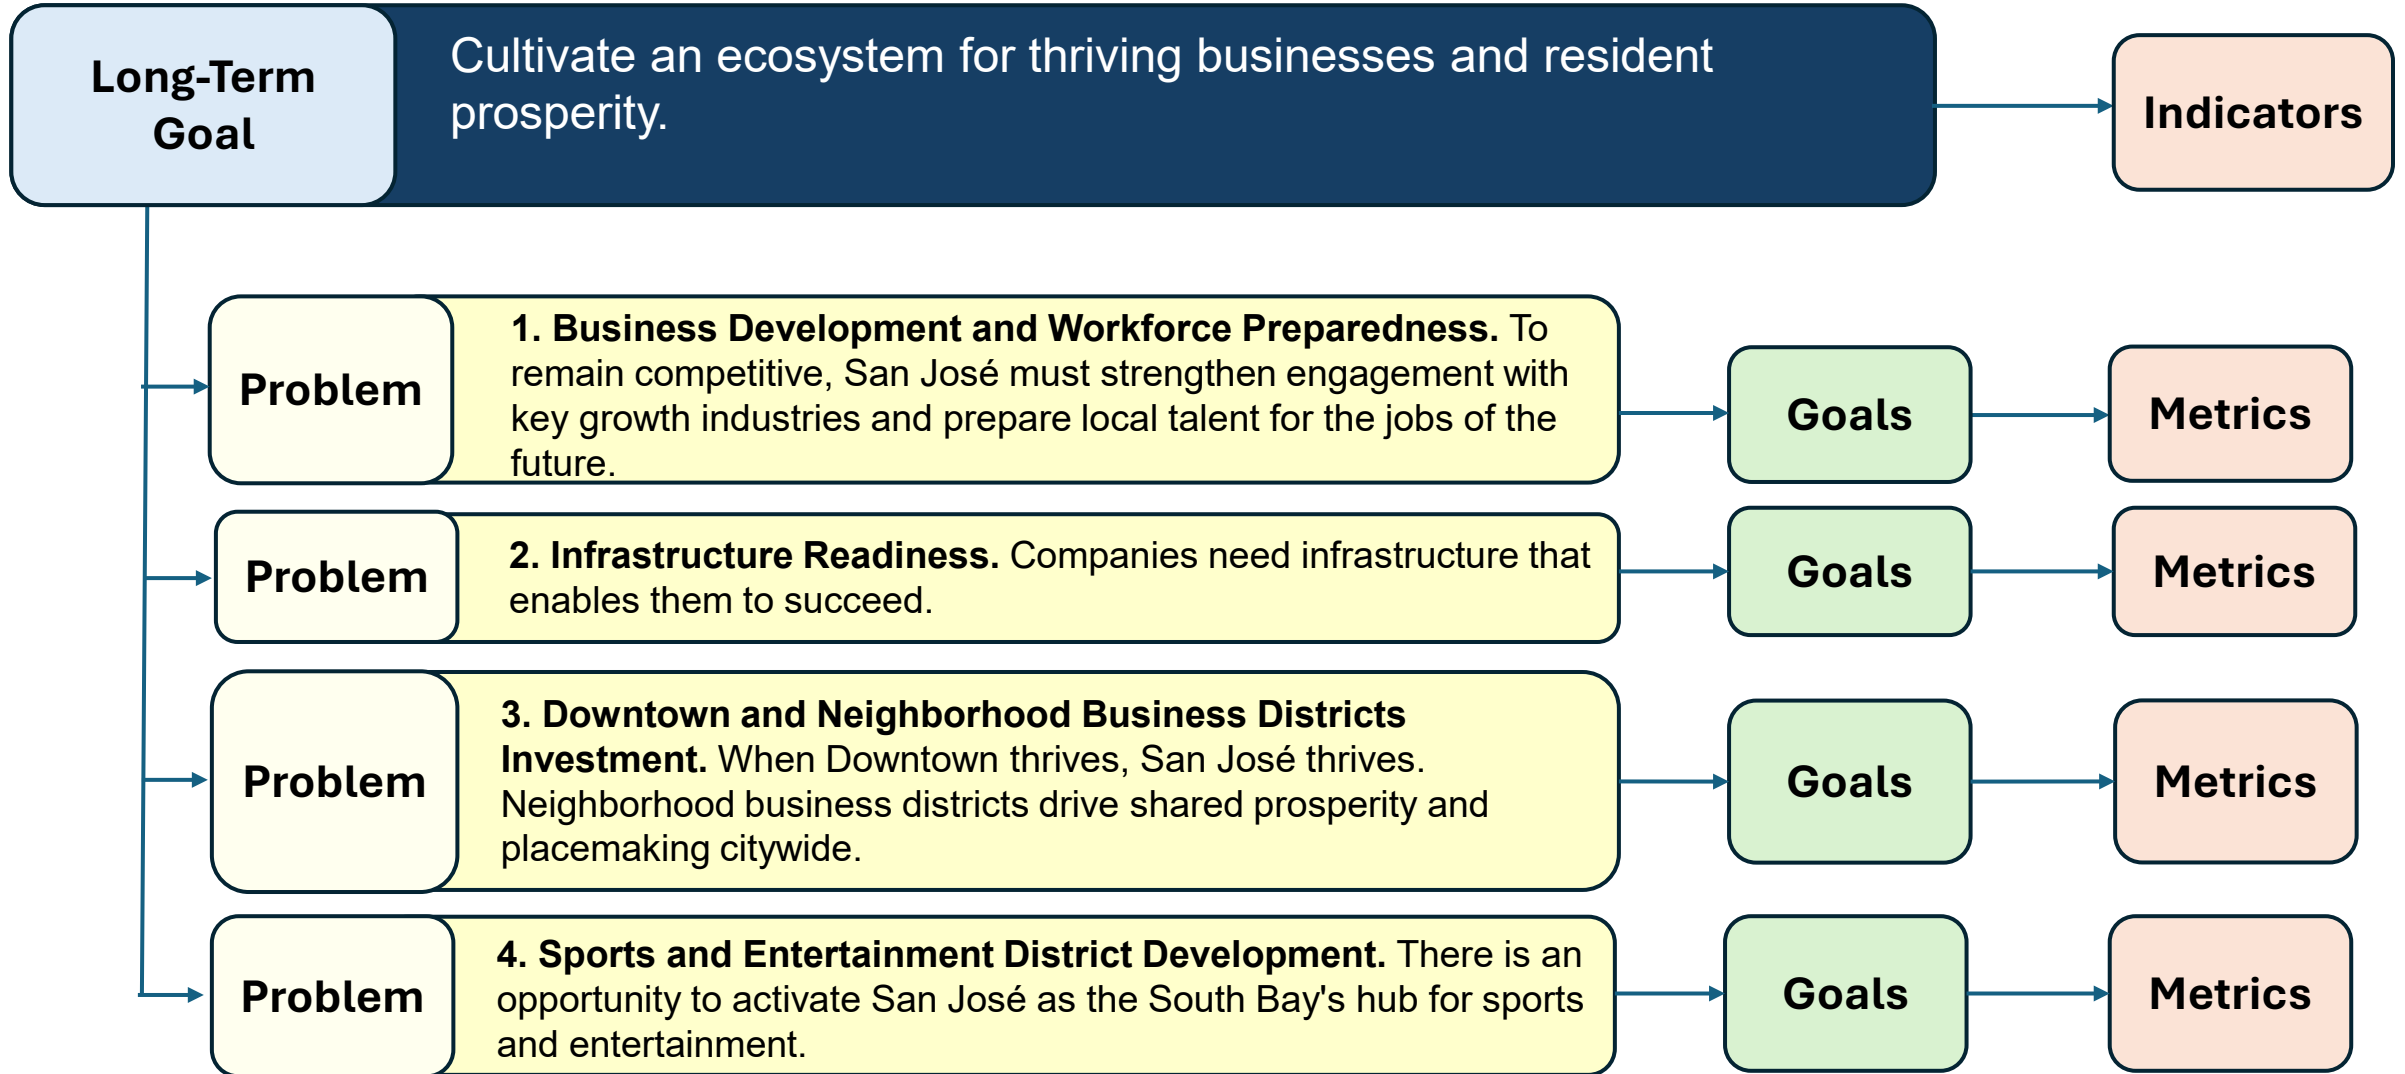 Long-Term
Goal
Cultivate an ecosystem for thriving businesses and resident
prosperity.
Indicators
Problem
1. Business Development and Workforce Preparedness. To
remain competitive, San José must strengthen engagement with
key growth industries and prepare local talent for the jobs of the
future.
Goals
Metrics
Problem
2. Infrastructure Readiness. Companies need infrastructure that
enables them to succeed.
Goals
Metrics
Problem
3. Downtown and Neighborhood Business Districts
Investment. When Downtown thrives, San José thrives.
Neighborhood business districts drive shared prosperity and
placemaking citywide.
Goals
Metrics
Problem
4. Sports and Entertainment District Development. There is an
opportunity to activate San José as the South Bay's hub for sports
and entertainment.
Goals
Metrics